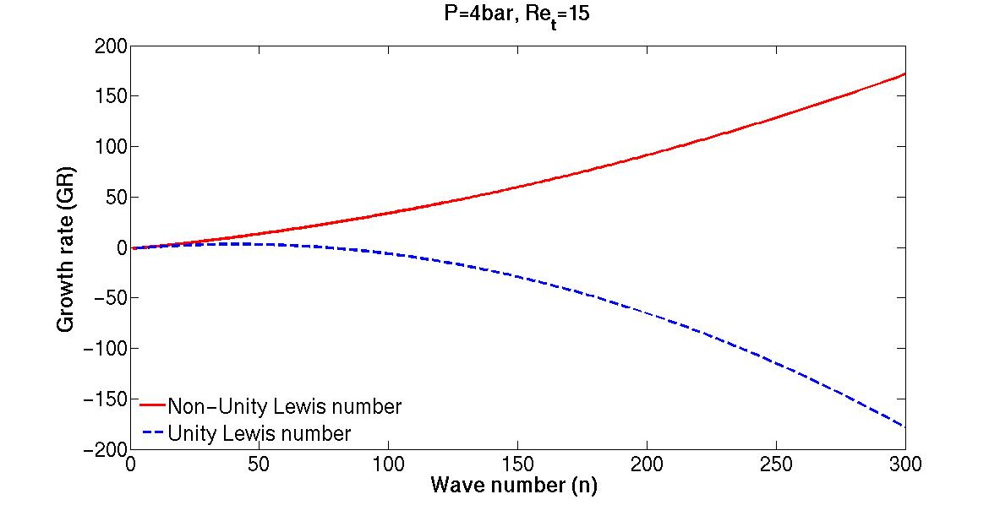 P=4bar, Re_t=15
200
150
100
50
0
−50
−100
−150
−200
Growth rate (GR)
Non−Unity Lewis number
Unity Lewis number
0 50 100 150 200 250 300
Wave number (n)